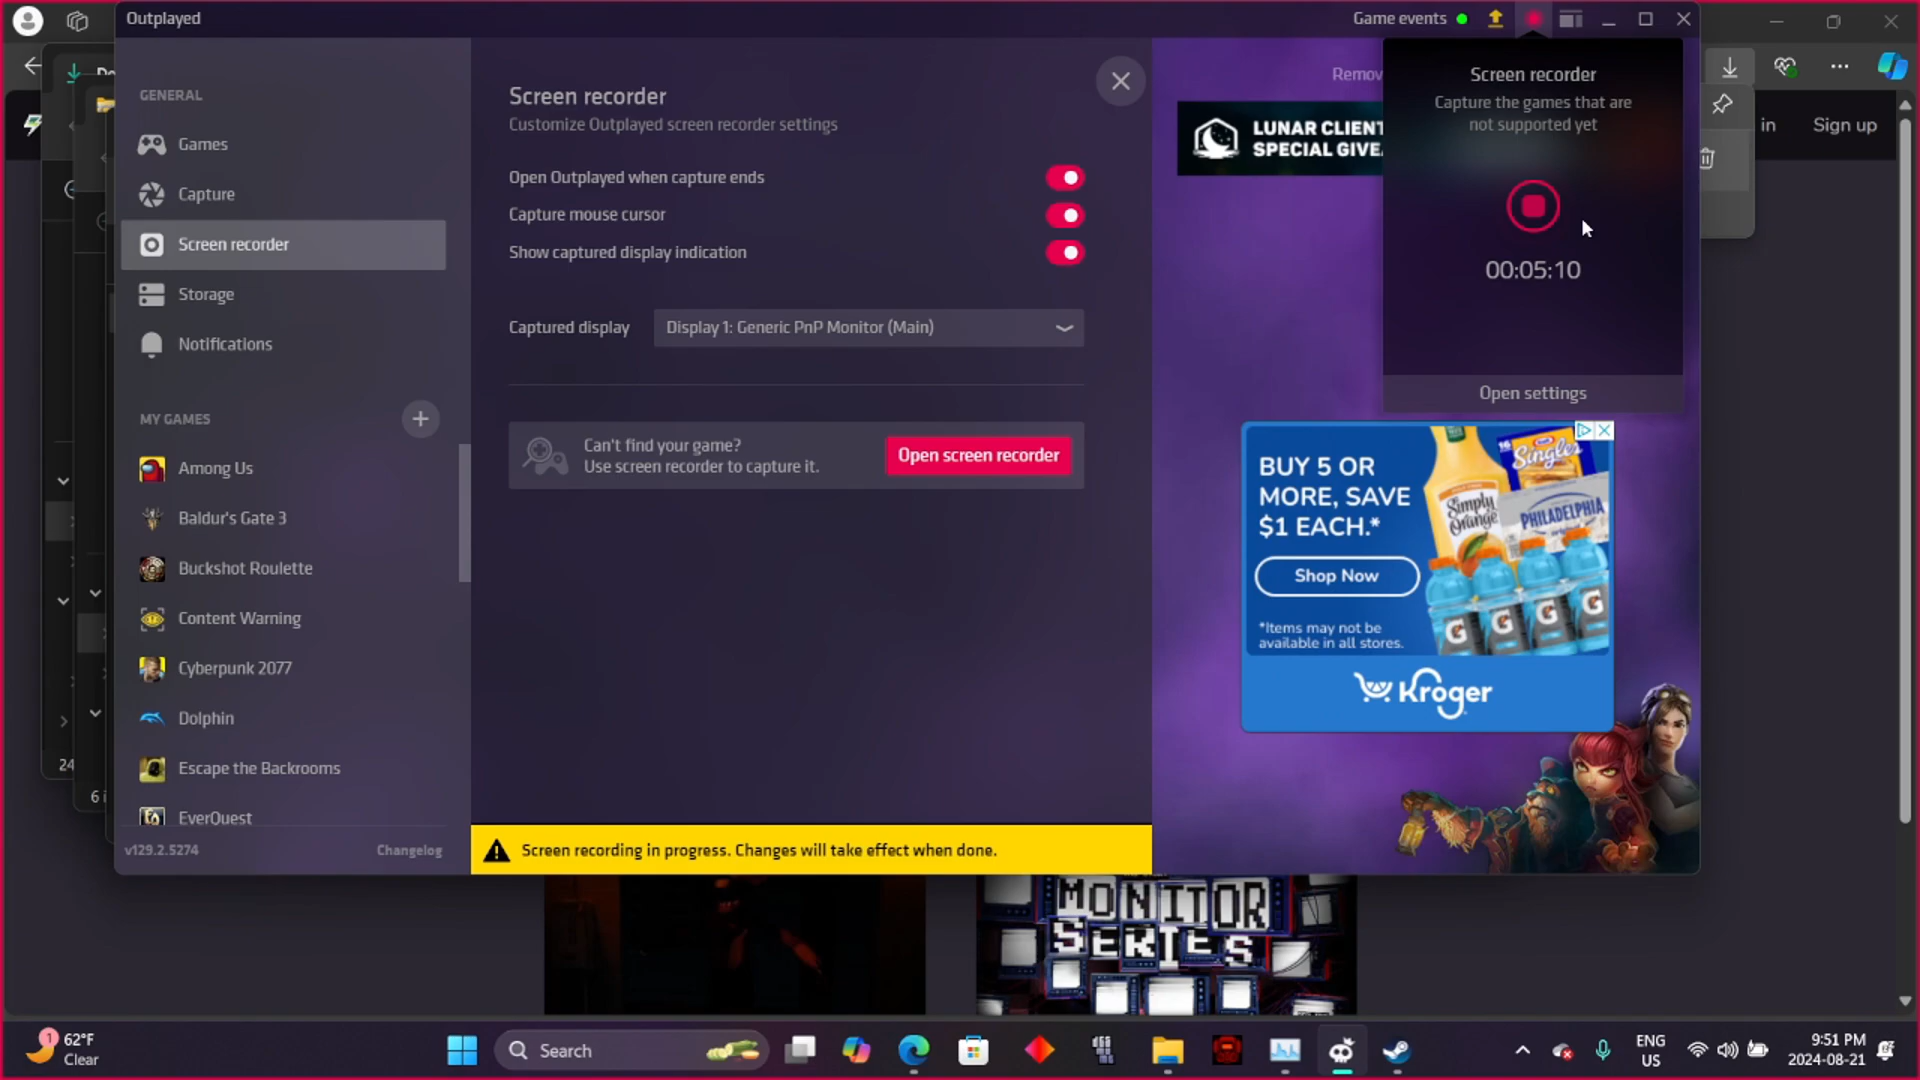 Outplayed
Game events
GENERAL
Games
Capture
Screen recorder
Storage
Notifications
MY GAMES
Among Us
Baldur's Gate 3
Buckshot Roulette
Content Warning
Cyberpunk 2077
Dolphin
Escape the Backrooms
EverQuest
v129.2.5274
Changelog
Screen recorder
Customize Outplayed screen recorder settings
Open Outplayed when capture ends
Capture mouse cursor
Show captured display indication
Captured display
Display 1: Generic PnP Monitor (Main)
Can't find your game?
Use screen recorder to capture it.
Open screen recorder
Screen recording in progress. Changes will take effect when done.
Remov
LUNAR CLIENT
SPECIAL GIVE
Screen recorder
Capture the games that are
not supported yet
00:05:10
Open settings
in
Sign up
BUY 5 OR
MORE, SAVE
$1 EACH.*
Shop Now
*Items may not be
available in all stores.
16
Kraft
Singles
Simply
Orange
PHILADELPHIA
G G G G
Kroger
24
6 i
MONITOR
SERIES
1
62°F
Clear
Search
ENG
US
9:51 PM
2024-08-21